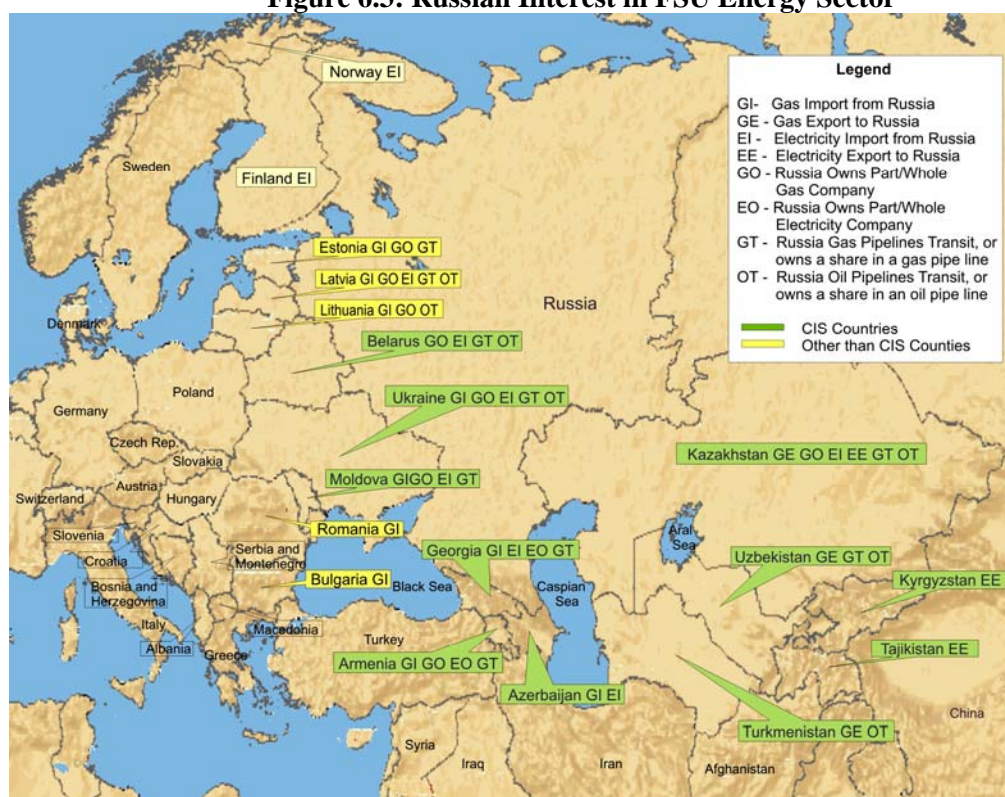 Figure 6.3: Russian Interest in FSU Energy Sector
Norway EI
Legend
GI- Gas Import from Russia
GE - Gas Export to Russia
EI - Electricity Import from Russia
EE - Electricity Export to Russia
GO - Russia Owns Part/Whole
Gas Company
EO - Russia Owns Part/Whole
Electricity Company
GT - Russia Gas Pipelines Transit, or
owns a share in a gas pipe line
OT - Russia Oil Pipelines Transit, or
owns a share in an oil pipe line
CIS Countries
Other than CIS Counties
Sweden
Finland EI
Estonia GI GO GT
Latvia GI GO EI GT OT
Lithuania GI GO OT
Russia
Denmark
Belarus GO EI GT OT
Poland
Germany
Ukraine GI GO EI GT OT
Czech Rep.
Slovakia
Kazakhstan GE GO EI EE GT OT
Moldova GIGO EI GT
Austria
Hungary
Switzerland
Slovenia
Romania GI
Aral
Sea
Croatia
Serbia and
Montenegro
Georgia GI EI EO GT
Uzbekistan GE GT OT
Bosnia and
Herzegovina
Bulgaria GI
Black Sea
Caspian
Sea
Kyrgyzstan EE
Italy
Macedonia
Albania
Greece
Turkey
Armenia GI GO EO GT
Azerbaijan GI EI
Tajikistan EE
China
Turkmenistan GE OT
Syria
Iraq
Iran
Afghanistan